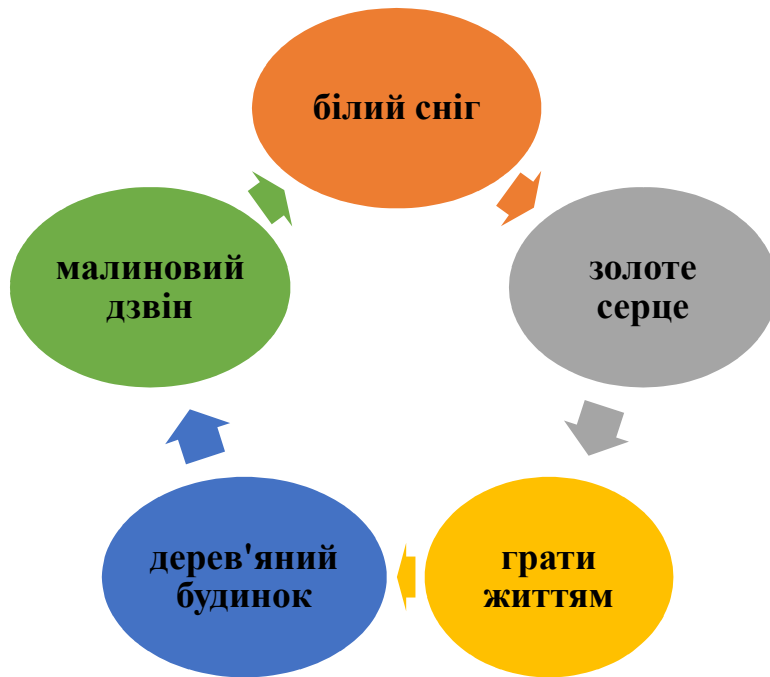 білий сніг
золоте
серце
грати
життям
дерев'яний
будинок
малиновий
дзвін